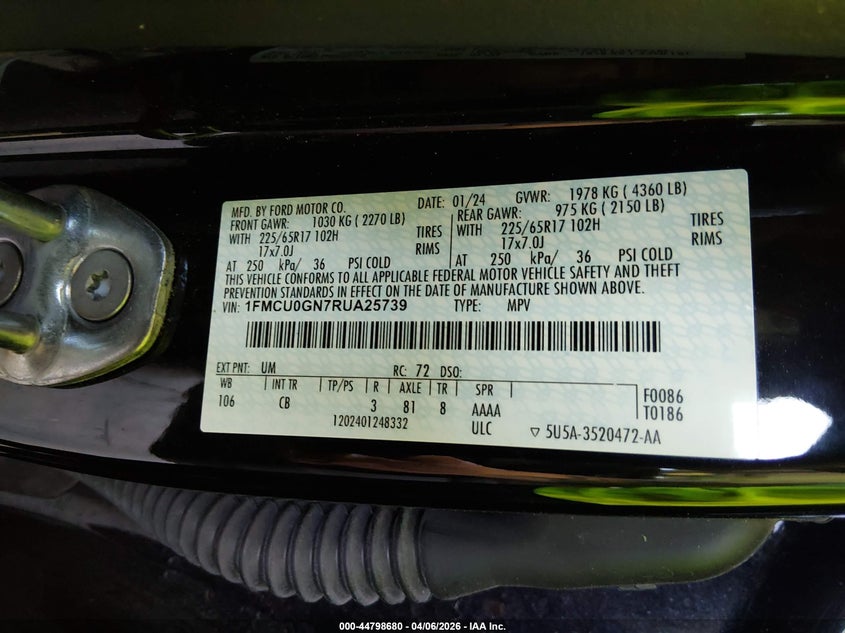 MFD. BY FORD MOTOR CO.
DATE: 01/24 GVWR: 1978 KG ( 4360 LB)
FRONT GAWR: 1030 KG ( 2270 LB) REAR GAWR: 975 KG ( 2150 LB)
WITH 225/65R17 102H TIRES WITH 225/65R17 102H TIRES
17x7.0J RIMS 17x7.0J RIMS
AT 250 kPa/ 36 PSI COLD AT 250 kPa/ 36 PSI COLD
THIS VEHICLE CONFORMS TO ALL APPLICABLE FEDERAL MOTOR VEHICLE SAFETY AND THEFT
PREVENTION STANDARDS IN EFFECT ON THE DATE OF MANUFACTURE SHOWN ABOVE.
VIN: 1FMCU0GN7RUA25739 TYPE: MPV
EXT PNT: UM RC: 72 DSO:
WB INT TR TP/PS R AXLE TR SPR F0086
106 CB 3 81 8 AAAA T0186
1202401248332 ULC ▽ 5U5A-3520472-AA
000-44798680 - 04/06/2026 - IAA Inc.